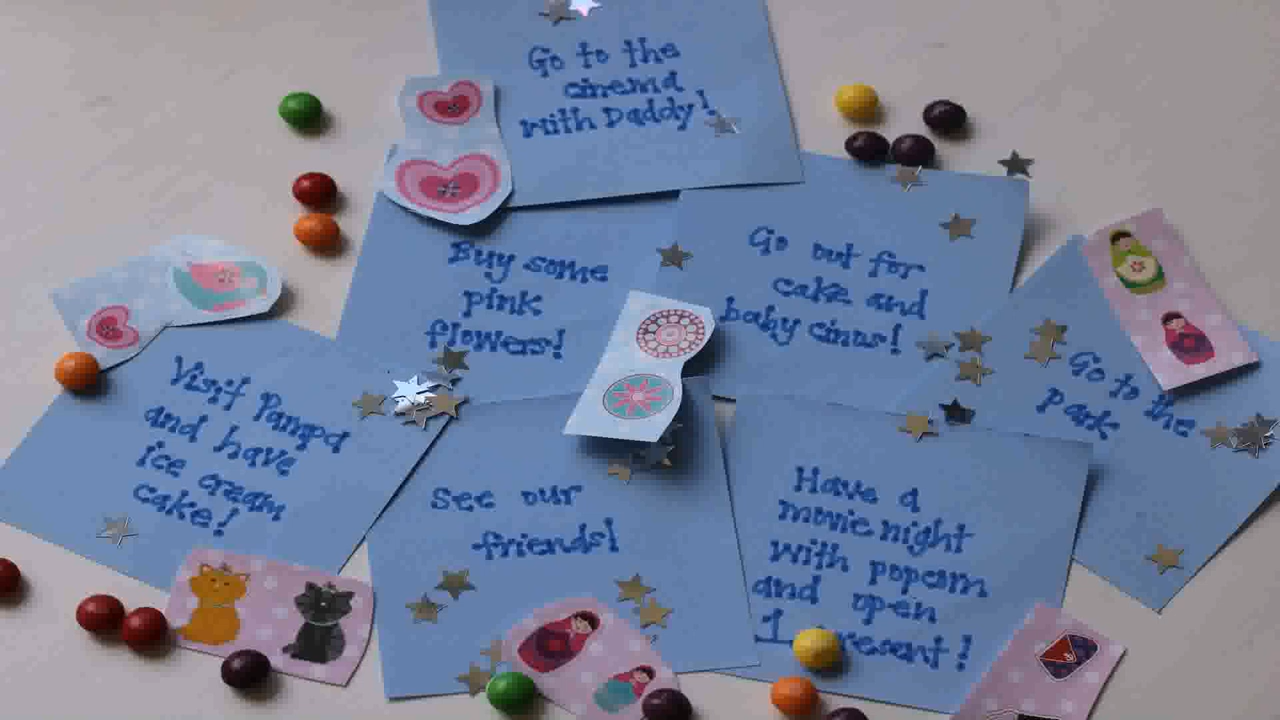 Go to the
cinema
with Daddy!
Buy some
pink
flowers!
Go out for
cake and
baby cinos!
Go to the
park
Visit Pampa
and have
ice cream
cake!
See our
friends!
Have a
movie night
with popcorn
and open
1 resent!